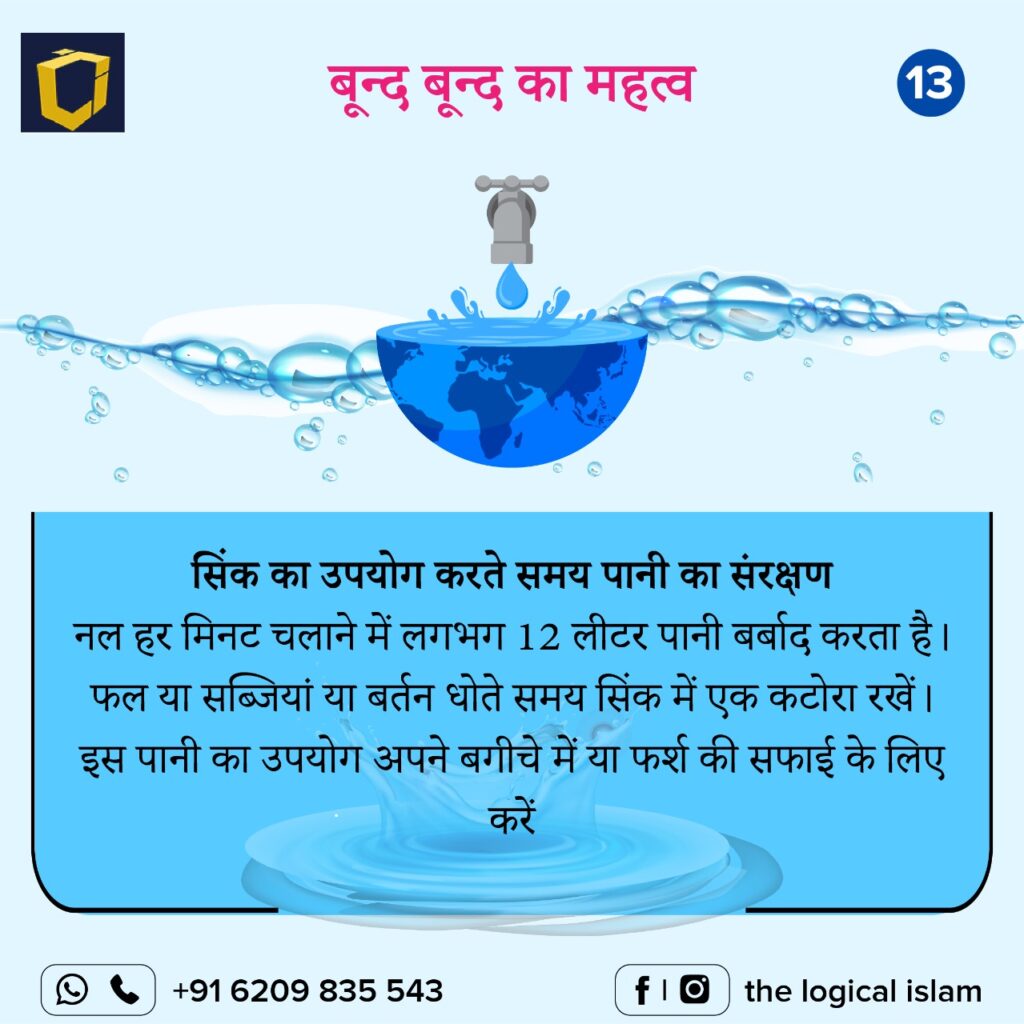 बून्द बून्द का महत्व
13
सिंक का उपयोग करते समय पानी का संरक्षण
नल हर मिनट चलाने में लगभग 12 लीटर पानी बर्बाद करता है।
फल या सब्जियां या बर्तन धोते समय सिंक में एक कटोरा रखें।
इस पानी का उपयोग अपने बगीचे में या फर्श की सफाई के लिए
करें
+91 6209 835 543
the logical islam